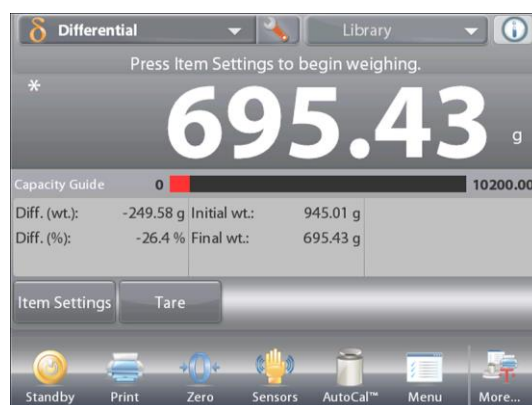 δ Differential Library
Press Item Settings to begin weighing.
*
695.43 g
Capacity Guide 0 10200.00
Diff. (wt.): -249.58 g Initial wt.: 945.01 g
Diff. (%): -26.4 % Final wt.: 695.43 g
Item Settings Tare
Standby Print Zero Sensors AutoCal™ Menu More...